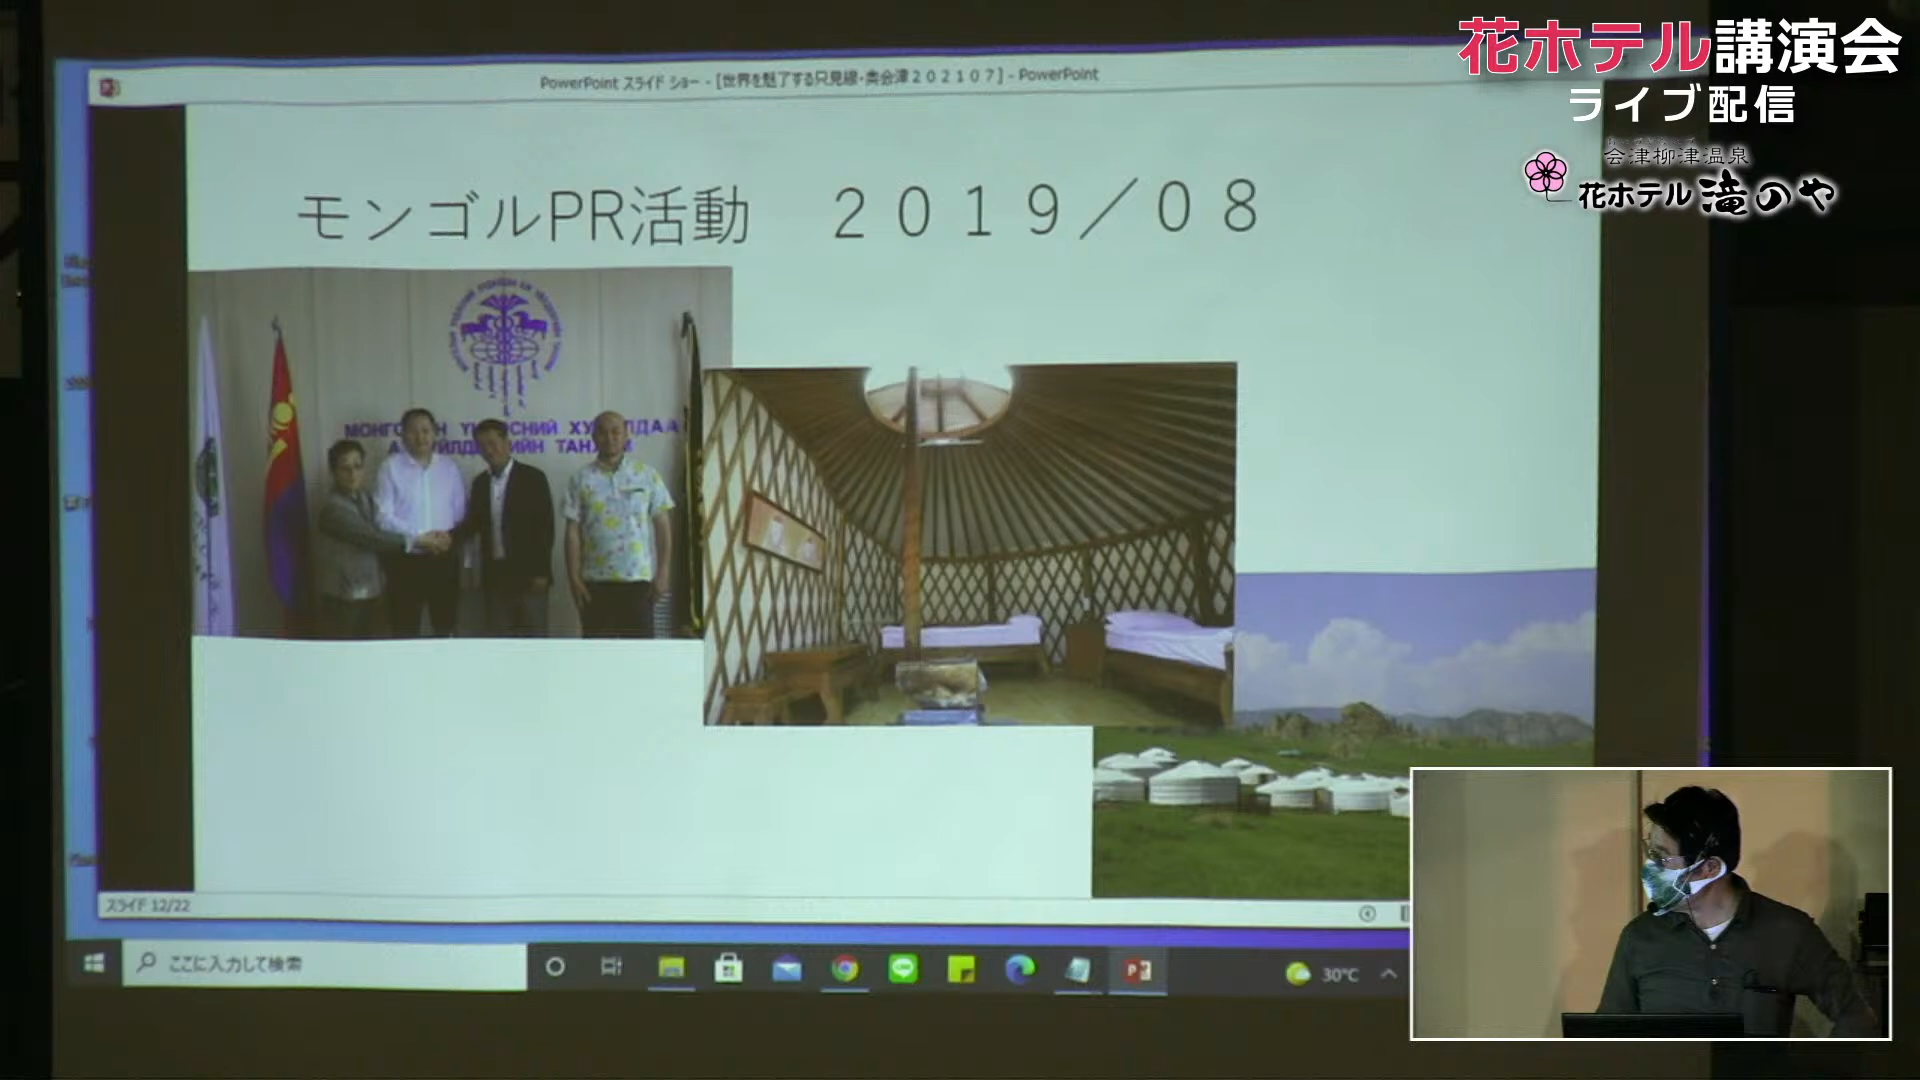 花ホテル講演会
ライブ配信
会津柳津温泉
花ホテル 滝のや
PowerPoint スライド ショー - [世界を魅了する只見線・奥会津202107] - PowerPoint
モンゴルPR活動 2019/08
スライド 12/22
ここに入力して検索
30℃